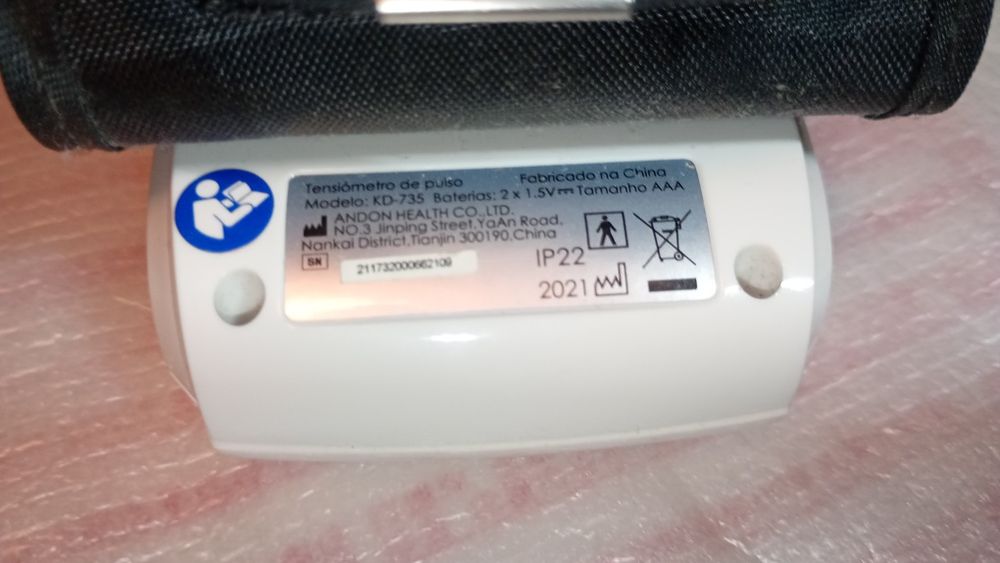 Tensiómetro de pulso Fabricado na China
Modelo: KD-735 Baterias: 2 x 1.5V⎓ Tamanho AAA
ANDON HEALTH CO.,LTD.
NO.3 Jinping Street,YaAn Road,
Nankai District,Tianjin 300190,China
SN 211732000662109
IP22
2021